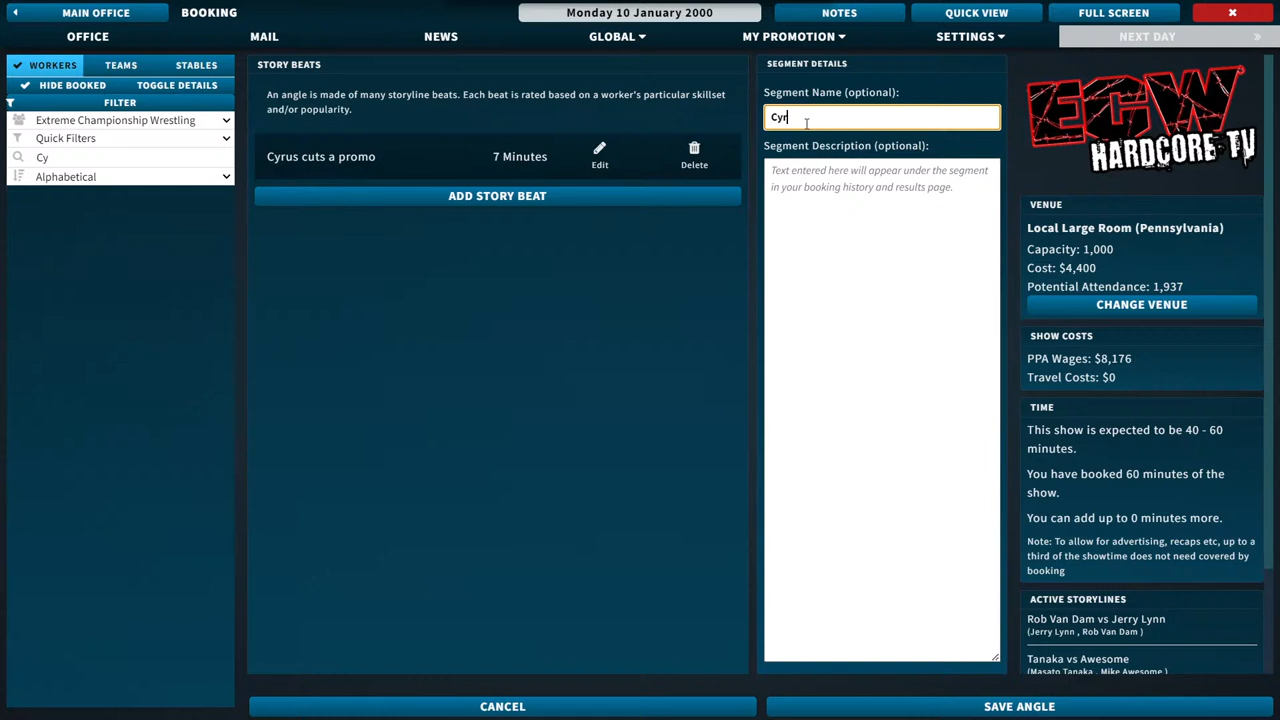 MAIN OFFICE
BOOKING
Monday 10 January 2000
NOTES
QUICK VIEW
FULL SCREEN
OFFICE
MAIL
NEWS
GLOBAL
MY PROMOTION
SETTINGS
NEXT DAY
WORKERS
TEAMS
STABLES
HIDE BOOKED
TOGGLE DETAILS
FILTER
Extreme Championship Wrestling
Quick Filters
Cy
Alphabetical
STORY BEATS
An angle is made of many storyline beats. Each beat is rated based on a worker's particular skillset
and/or popularity.
Cyrus cuts a promo
7 Minutes
Edit
Delete
ADD STORY BEAT
SEGMENT DETAILS
Segment Name (optional):
Cyr
Segment Description (optional):
Text entered here will appear under the segment
in your booking history and results page.
ECW
HARDCORE TV
VENUE
Local Large Room (Pennsylvania)
Capacity: 1,000
Cost: $4,400
Potential Attendance: 1,937
CHANGE VENUE
SHOW COSTS
PPA Wages: $8,176
Travel Costs: $0
TIME
This show is expected to be 40 - 60
minutes.
You have booked 60 minutes of the
show.
You can add up to 0 minutes more.
Note: To allow for advertising, recaps etc, up to a
third of the showtime does not need covered by
booking
ACTIVE STORYLINES
Rob Van Dam vs Jerry Lynn
(Jerry Lynn , Rob Van Dam )
Tanaka vs Awesome
(Masato Tanaka , Mike Awesome )
CANCEL
SAVE ANGLE